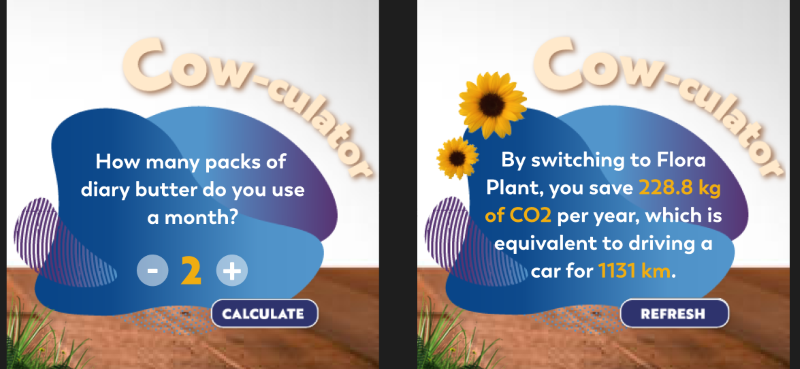 Cow-culator
How many packs of
diary butter do you use
a month?
- 2 +
CALCULATE
Cow-culator
By switching to Flora
Plant, you save 228.8 kg
of CO2 per year, which is
equivalent to driving a
car for 1131 km.
REFRESH